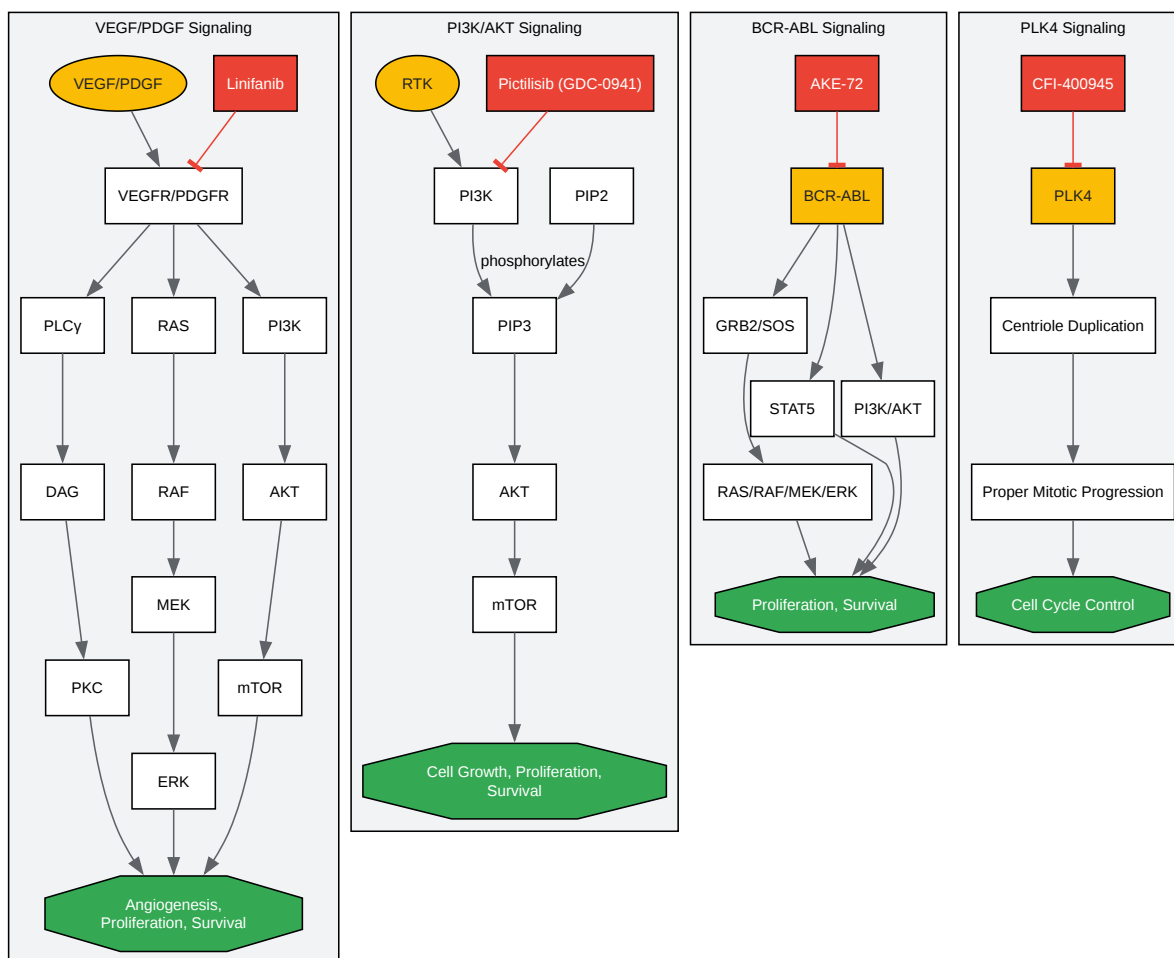 VEGF/PDGF Signaling
VEGF/PDGF
Linifanib
VEGFR/PDGFR
PLCγ
RAS
PI3K
DAG
RAF
AKT
MEK
PKC
mTOR
ERK
Angiogenesis,
Proliferation, Survival
PI3K/AKT Signaling
RTK
Pictilisib (GDC-0941)
PI3K
PIP2
phosphorylates
PIP3
AKT
mTOR
Cell Growth, Proliferation,
Survival
BCR-ABL Signaling
AKE-72
BCR-ABL
GRB2/SOS
STAT5
PI3K/AKT
RAS/RAF/MEK/ERK
Proliferation, Survival
PLK4 Signaling
CFI-400945
PLK4
Centriole Duplication
Proper Mitotic Progression
Cell Cycle Control